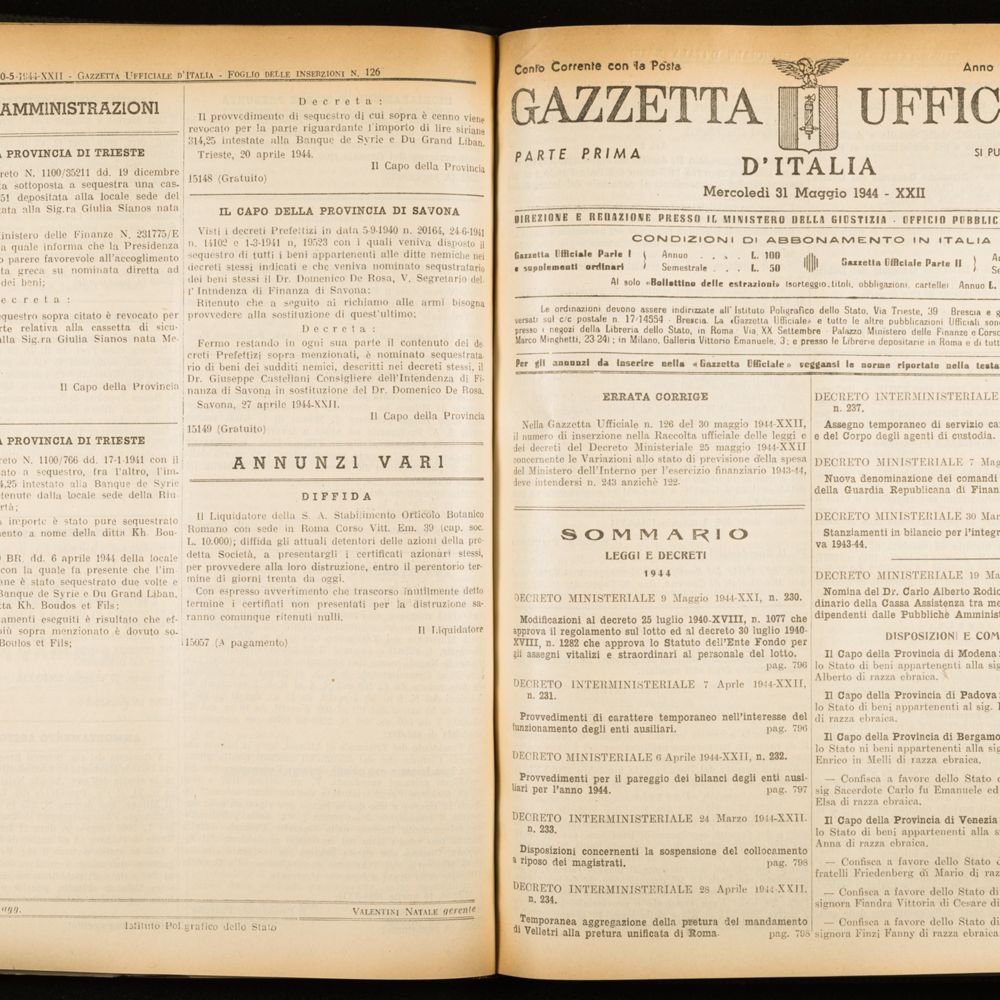 0-5-1944-XXII - GAZZETTA UFFICIALE D'ITALIA - FOGLIO DELLE INSERZIONI N. 126
AMMINISTRAZIONI
PROVINCIA DI TRIESTE
reto N. 1100/35211 dd. 19 dicembre
ta sottoposta a sequestra una cas-
51 depositata alla locale sede del
tata alla Sig.ra Giulia Sianos nata
inistero delle Finanze N. 231775/E
a quale informa che la Presidenza
o parere favorevole all'accoglimento
ta greca su nominata diretta ad
dei beni;
e c r e t a :
equestro sopra citato è revocato per
rte relativa alla cassetta di sicu-
alla Sig.ra Giulia Sianos nata Me-
Il Capo della Provincia
A PROVINCIA DI TRIESTE
reto N. 1100/766 dd. 17-1-1941 con il
ato a sequestro, fra l'altro, l'im-
4,25 intestato alla Banque de Syrie
tenute dalla locale sede della Riu-
rtà;
importe è stato pure sequestrato
ento a nome della ditta Kh. Bou-
BR. dd. 6 aprile 1944 della locale
con la quale fa presente che l'im-
ne è stato sequestrato due volte e
Banque de Syrie e Du Grand Liban,
tta Kh. Boudos et Fils;
amenti eseguiti è risultato che ef-
più sopra menzionato è dovuto so-
Boulos et Fils;
D e c r e t a :
Il provvedimento di sequestro di cui sopra è cenno viene
revocato per la parte riguardante l'importo di lire siriane
314,25 intestate alla Banque de Syrie e Du Grand Liban.
Trieste, 20 aprile 1944.
Il Capo della Provincia
15148 (Gratuito)
IL CAPO DELLA PROVINCIA DI SAVONA
Visti i decreti Prefettizi in data 5-9-1940 n. 20164, 24-6-1941
n. 14102 e 1-3-1941 n, 19523 con i quali veniva disposto il
sequestro di tutti i beni appartenenti alle ditte nemiche nei
decreti stessi indicati e che veniva nominato sequstratario
dei beni stessi il Dr. Domenico De Rosa, V. Segretario del-
l' Intndenza di Finanza di Savona;
Ritenuto che a seguito ai richiamo alle armi bisogna
provvedere alla sostituzione di quest'ultimo;
D e c r e t a :
Fermo restando in ogni sua parte il contenuto dei de-
creti Prefettizi sopra menzionati, è nominato sequestrata-
rio di beni dei sudditi nemici, descritti nei decreti stessi, il
Dr. Giuseppe Castellani Consigliere dell'Intendenza di Fi-
nanza di Savona in sostituzione del Dr. Domenico De Rosa.
Savona, 27 aprile 1944-XXII.
Il Capo della Provincia
15149 (Gratuito)
ANNUNZI VARI
DIFFIDA
Il Liquidatore della S. A. Stabilimento Orticolo Botanico
Romano con sede in Roma Corso Vitt. Em. 39 (cap. soc.
L. 10.000); diffida gli attuali detentori delle azioni della pre-
detta Società, a presentargli i certificati azionari stessi,
per provvedere alla loro distruzione, entro il perentorio ter-
mine di giorni trenta da oggi.
Con espresso avvertimento che trascorso inutilmente detto
termine i certifiati non presentati per la distruzione sa-
ranno comunque ritenuti nulli.
Il Liquidatore
15057 (A pagamento)
VALENTINI NATALE gerente
Istituto Poligrafico dello Stato
Conto Corrente con la Posta
Anno
GAZZETTA UFFIC
PARTE PRIMA
SI PU
D'ITALIA
Mercoledì 31 Maggio 1944 - XXII
DIREZIONE E REDAZIONE PRESSO IL MINISTERO DELLA GIUSTIZIA - UFFICIO PUBBLIC
CONDIZIONI DI ABBONAMENTO IN ITALIA
Gazzetta Ufficiale Parte I Annuo . . . . L. 100
e supplementi ordinari Semestrale . . . L. 50
Gazzetta Ufficiale Parte II
Al solo «Bollettino delle estrazioni» (sorteggio, titoli, obbligazioni, cartelle) Annuo L.
Le ordinazioni devono essere indirizzate all' Istituto Poligrafico dello Stato, Via Trieste, 39 Brescia e g
versati sul c/c postale n. 17-14554 - Brescia. La «Gazzetta Ufficiale» e tutte le altre pubblicazioni Ufficiali son
presso i negozi della Libreria dello Stato, in Roma Via XX Settembre - Palazzo Ministero delle Finanze e Corso
Marco Minghetti, 23-24); in Milano, Galleria Vittorio Emanuele, 3; e presso le Librerie depositarie in Roma e di tutt
Per gli annunzi da inserire nella «Gazzetta Ufficiale» veggansi le norme riportate nella testa
ERRATA CORRIGE
Nella Gazzetta Ufficiale n. 126 del 30 maggio 1944-XXII,
il numero di inserzione nella Raccolta ufficiale delle leggi e
dei decreti del Decreto Ministeriale 25 maggio 1944-XXII
concernente le Variazioni allo stato di previsione della spesa
del Ministero dell'Interno per l'esercizio finanziario 1943-44,
deve intendersi n. 243 anzichè 122.
SOMMARIO
LEGGI E DECRETI
1944
DECRETO MINISTERIALE 9 Maggio 1944-XXI, n. 230.
Modificazioni al decreto 25 luglio 1940-XVIII, n. 1077 che
approva il regolamento sul lotto ed al decreto 30 luglio 1940-
XVIII, n. 1282 che approva lo Statuto dell'Ente Fondo per
gli assegni vitalizi e straordinari al personale del lotto.
pag. 796
DECRETO INTERMINISTERIALE 7 Aprle 1944-XXII,
n. 231.
Provvedimenti di carattere temporaneo nell'interesse del
funzionamento degli enti ausiliari. pag. 796
DECRETO MINISTERIALE 6 Aprile 1944-XXII, n. 232.
Provvedimenti per il pareggio dei bilanci degli enti ausi-
liari per l'anno 1944. pag. 797
DECRETO INTERMINISTERIALE 24 Marzo 1944-XXII.
n. 233.
Disposizioni concernenti la sospensione del collocamento
a riposo dei magistrati. pag. 798
DECRETO INTERMINISTERIALE 28 Aprile 1944-XXII.
n. 234.
Temporanea aggregazione della pretura del mandamento
di Velletri alla pretura unificata di Roma. pag. 798
DECRETO INTERMINISTERIALE
n. 237.
Assegno temporaneo di servizio ca
e del Corpo degli agenti di custodia.
DECRETO MINISTERIALE 7 Mag
Nuova denominazione dei comandi
della Guardia Republicana di Finan
DECRETO MINISTERIALE 30 Mar
Stanziamenti in bilancio per l'integr
va 1943-44.
DECRETO MINISTERIALE 19 Ma
Nomina del Dr. Carlo Alberto Rodio
dinario della Cassa Assistenza tra me
dipendenti dalle Pubbliche Amminist
DISPOSIZIONI E COM
Il Capo della Provincia di Modena:
lo Stato di beni appartenenti alla sig
Alberto di razza ebraica.
Il Capo della Provincia di Padova:
lo Stato di beni appartenenti al sig. I
di razza ebraica.
Il Capo della Provincia di Bergamo
lo Stato ni beni appartenenti alla sig
Enrico in Melli di razza ebraica.
— Confisca a favore dello Stato d
sig Sacerdote Carlo fu Emanuele ed
Elsa di razza ebraica.
Il Capo della Provincia di Venezia
lo Stato di beni appartenenti alla s
Anna di razza ebraica.
— Confisca a favore dello Stato d
fratelli Friedenberg di Mario di raz
— Confisca a favore dello Stato di
signora Fiandra Vittoria di Cesare di
— Confisca a favore dello Stato di
signora Finzi Fanny di razza ebraica.